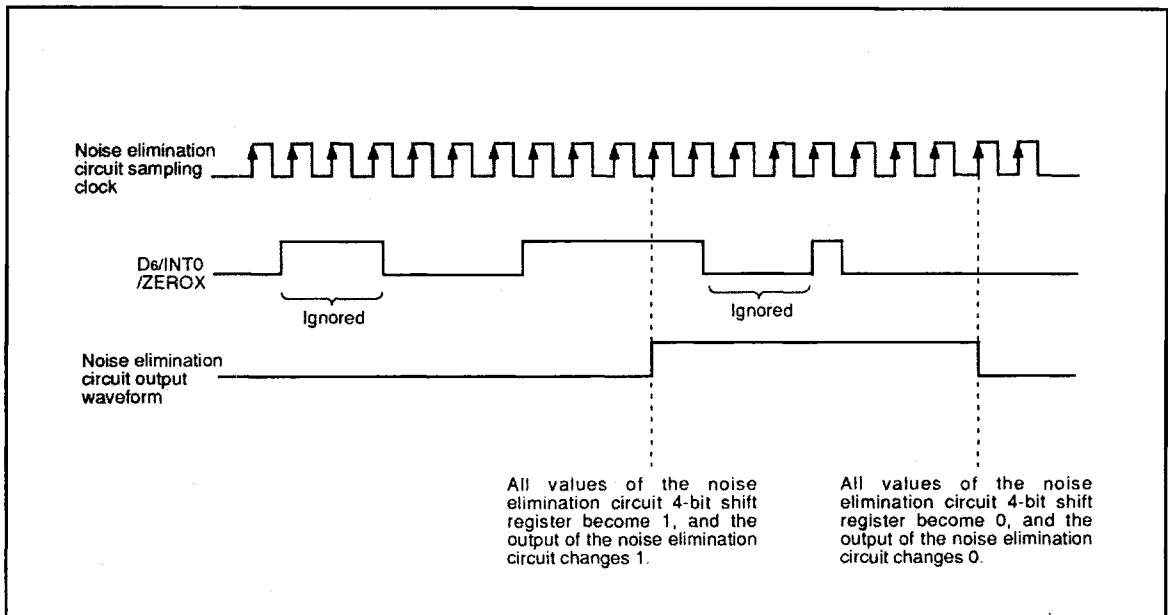 Noise elimination
circuit sampling
clock
D6/INT0
/ZEROX
Ignored
Ignored
Noise elimination
circuit output
waveform
All values of the noise
elimination circuit 4-bit shift
register become 1, and the
output of the noise elimination
circuit changes 1.
All values of the noise
elimination circuit 4-bit shift
register become 0, and the
output of the noise elimination
circuit changes 0.